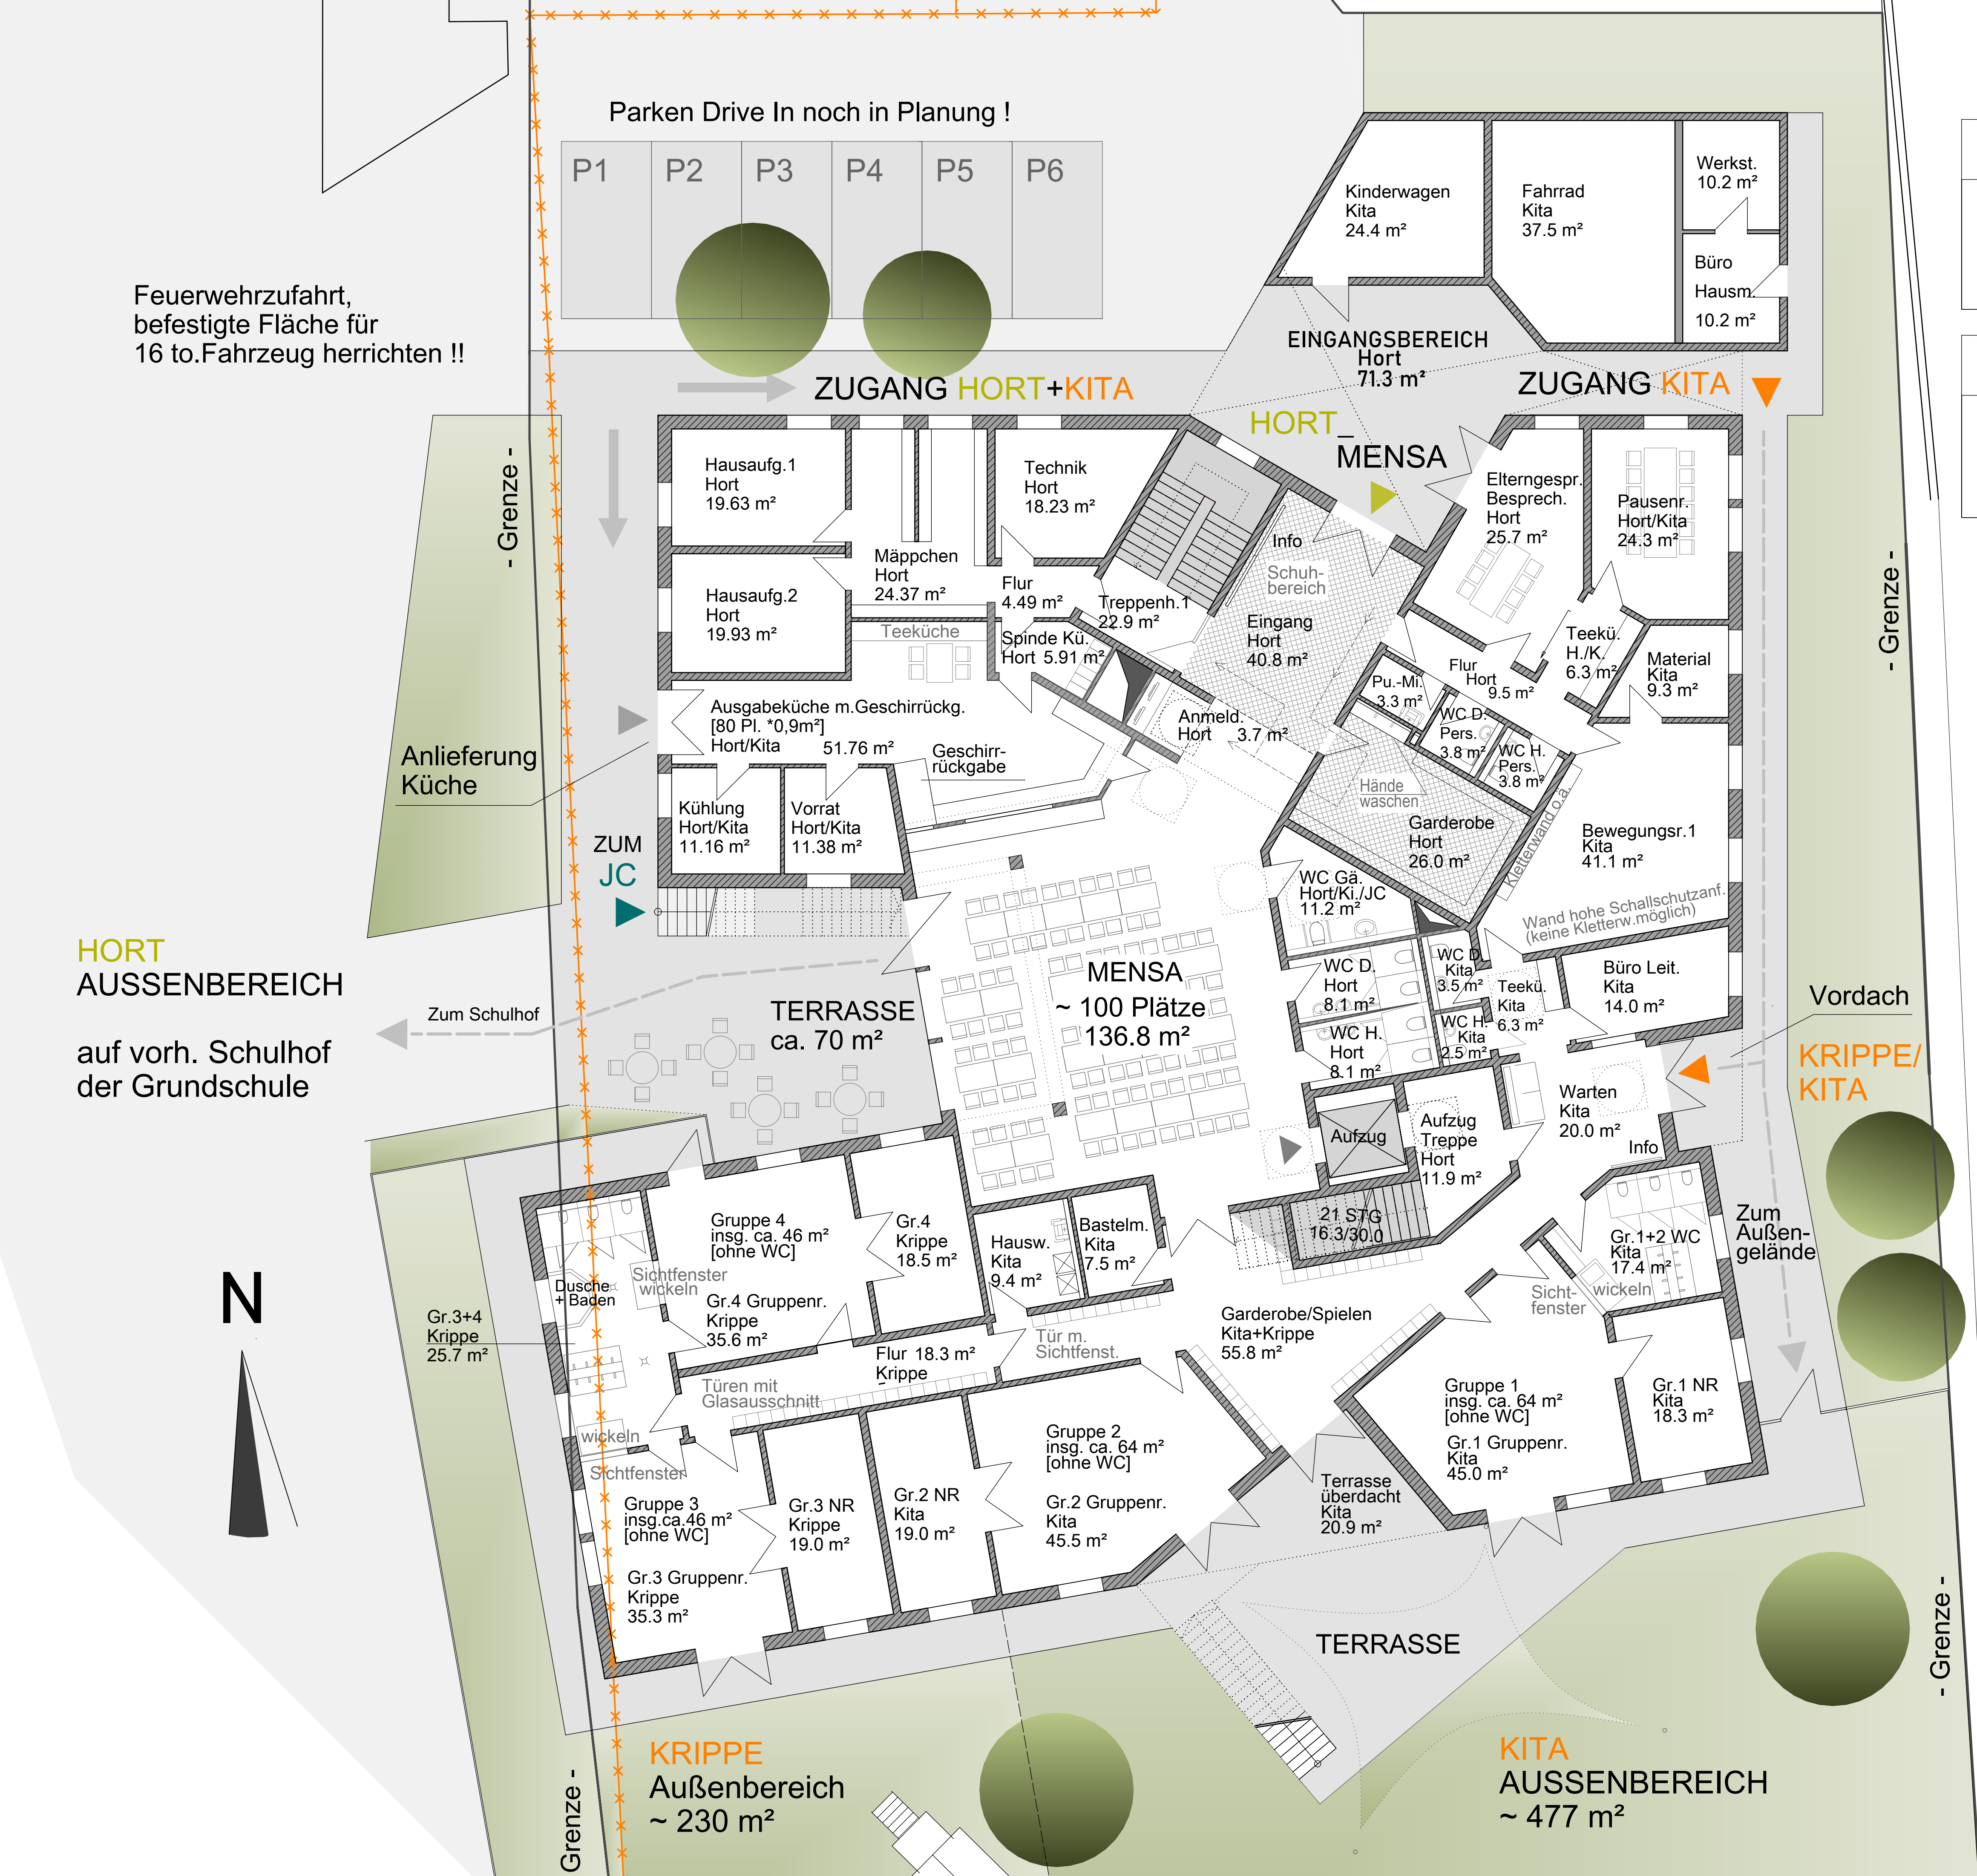 Parken Drive In noch in Planung !
P1
P2
P3
P4
P5
P6
Kinderwagen
Kita
24.4 m²
Fahrrad
Kita
37.5 m²
Werkst.
10.2 m²
Büro
Hausm.
10.2 m²
Feuerwehrzufahrt,
befestigte Fläche für
16 to.Fahrzeug herrichten !!
EINGANGSBEREICH
Hort
71.3 m²
ZUGANG HORT+KITA
ZUGANG KITA
HORT_
MENSA
- Grenze -
Hausaufg.1
Hort
19.63 m²
Technik
Hort
18.23 m²
Elterngespr.
Besprech.
Hort
25.7 m²
Pausenr.
Hort/Kita
24.3 m²
Info
Schuh-
bereich
Mäppchen
Hort
24.37 m²
Flur
4.49 m²
Hausaufg.2
Hort
19.93 m²
Treppenh.1
22.9 m²
Eingang
Hort
40.8 m²
Teeküche
Spinde Kü.
Hort 5.91 m²
Teekü.
H./K.
6.3 m²
Material
Kita
9.3 m²
- Grenze -
Flur
Hort
9.5 m²
Pu.-Mi.
3.3 m²
Ausgabeküche m.Geschirrückg.
[80 Pl. *0,9m²]
Hort/Kita
51.76 m²
Anmeld.
Hort
3.7 m²
WC D.
Pers.
3.8 m²
WC H.
Pers.
3.8 m²
Anlieferung
Küche
Geschirr-
rückgabe
Hände
waschen
Kletterwand o.a.
Kühlung
Hort/Kita
11.16 m²
Vorrat
Hort/Kita
11.38 m²
Garderobe
Hort
26.0 m²
Bewegungsr.1
Kita
41.1 m²
ZUM
JC
WC Gä.
Hort/Ki./JC
11.2 m²
Wand hohe Schallschutzanf.
(keine Kletterw.möglich)
HORT
AUSSENBEREICH
auf vorh. Schulhof
der Grundschule
Zum Schulhof
TERRASSE
ca. 70 m²
MENSA
~ 100 Plätze
136.8 m²
WC D.
Hort
8.1 m²
WC D.
Kita
3.5 m²
Teekü.
Kita
6.3 m²
Büro Leit.
Kita
14.0 m²
WC H.
Hort
8.1 m²
WC H.
Kita
2.5 m²
Vordach
KRIPPE/
KITA
Warten
Kita
20.0 m²
Info
Aufzug
Aufzug
Treppe
Hort
11.9 m²
21 STG
16.3/30.0
Zum
Außen-
gelände
Gruppe 4
insg. ca. 46 m²
[ohne WC]
Gr.4
Krippe
18.5 m²
Hausw.
Kita
9.4 m²
Bastelm.
Kita
7.5 m²
Gr.1+2 WC
Kita
17.4 m²
wickeln
Sicht-
fenster
Dusche
+ Baden
Sichtfenster
wickeln
Gr.4 Gruppenr.
Krippe
35.6 m²
Gr.3+4
Krippe
25.7 m²
Flur 18.3 m²
Krippe
Tür m.
Sichtfenst.
Garderobe/Spielen
Kita+Krippe
55.8 m²
Türen mit
Glasausschnitt
Gruppe 1
insg. ca. 64 m²
[ohne WC]
Gr.1 Gruppenr.
Kita
45.0 m²
Gr.1 NR
Kita
18.3 m²
wickeln
Sichtfenster
Gruppe 2
insg. ca. 64 m²
[ohne WC]
Gr.2 Gruppenr.
Kita
45.5 m²
Gruppe 3
insg.ca.46 m²
[ohne WC]
Gr.3 Gruppenr.
Krippe
35.3 m²
Gr.3 NR
Krippe
19.0 m²
Gr.2 NR
Kita
19.0 m²
Terrasse
überdacht
Kita
20.9 m²
N
TERRASSE
- Grenze -
KRIPPE
Außenbereich
~ 230 m²
KITA
AUSSENBEREICH
~ 477 m²
Grenze -